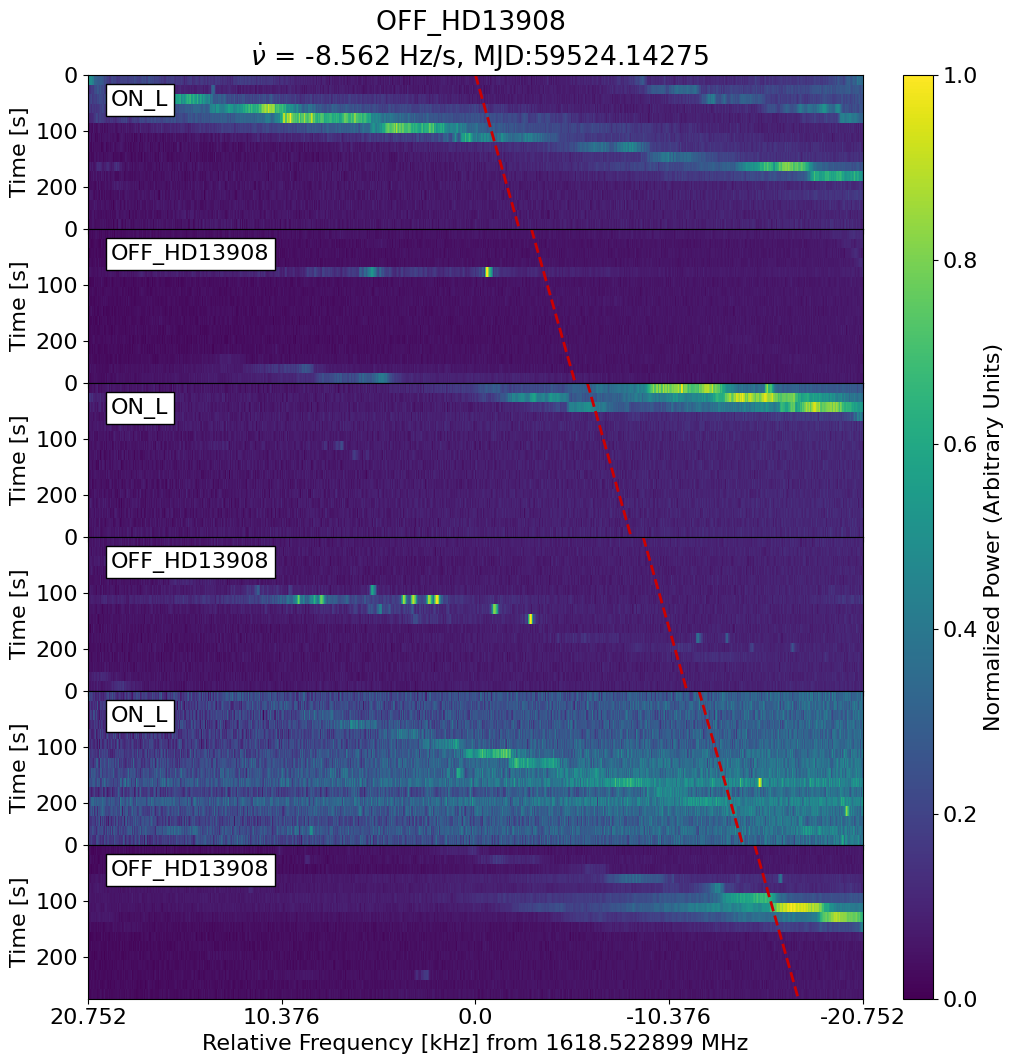 OFF_HD13908
ν̇ = -8.562 Hz/s, MJD:59524.14275
0
ON_L
100
200
Time [s]
0
OFF_HD13908
100
200
Time [s]
0
ON_L
100
200
Time [s]
0
OFF_HD13908
100
200
Time [s]
0
ON_L
100
200
Time [s]
0
OFF_HD13908
100
200
Time [s]
20.752 10.376 0.0 -10.376 -20.752
Relative Frequency [kHz] from 1618.522899 MHz
1.0
0.8
0.6
0.4
0.2
0.0
Normalized Power (Arbitrary Units)